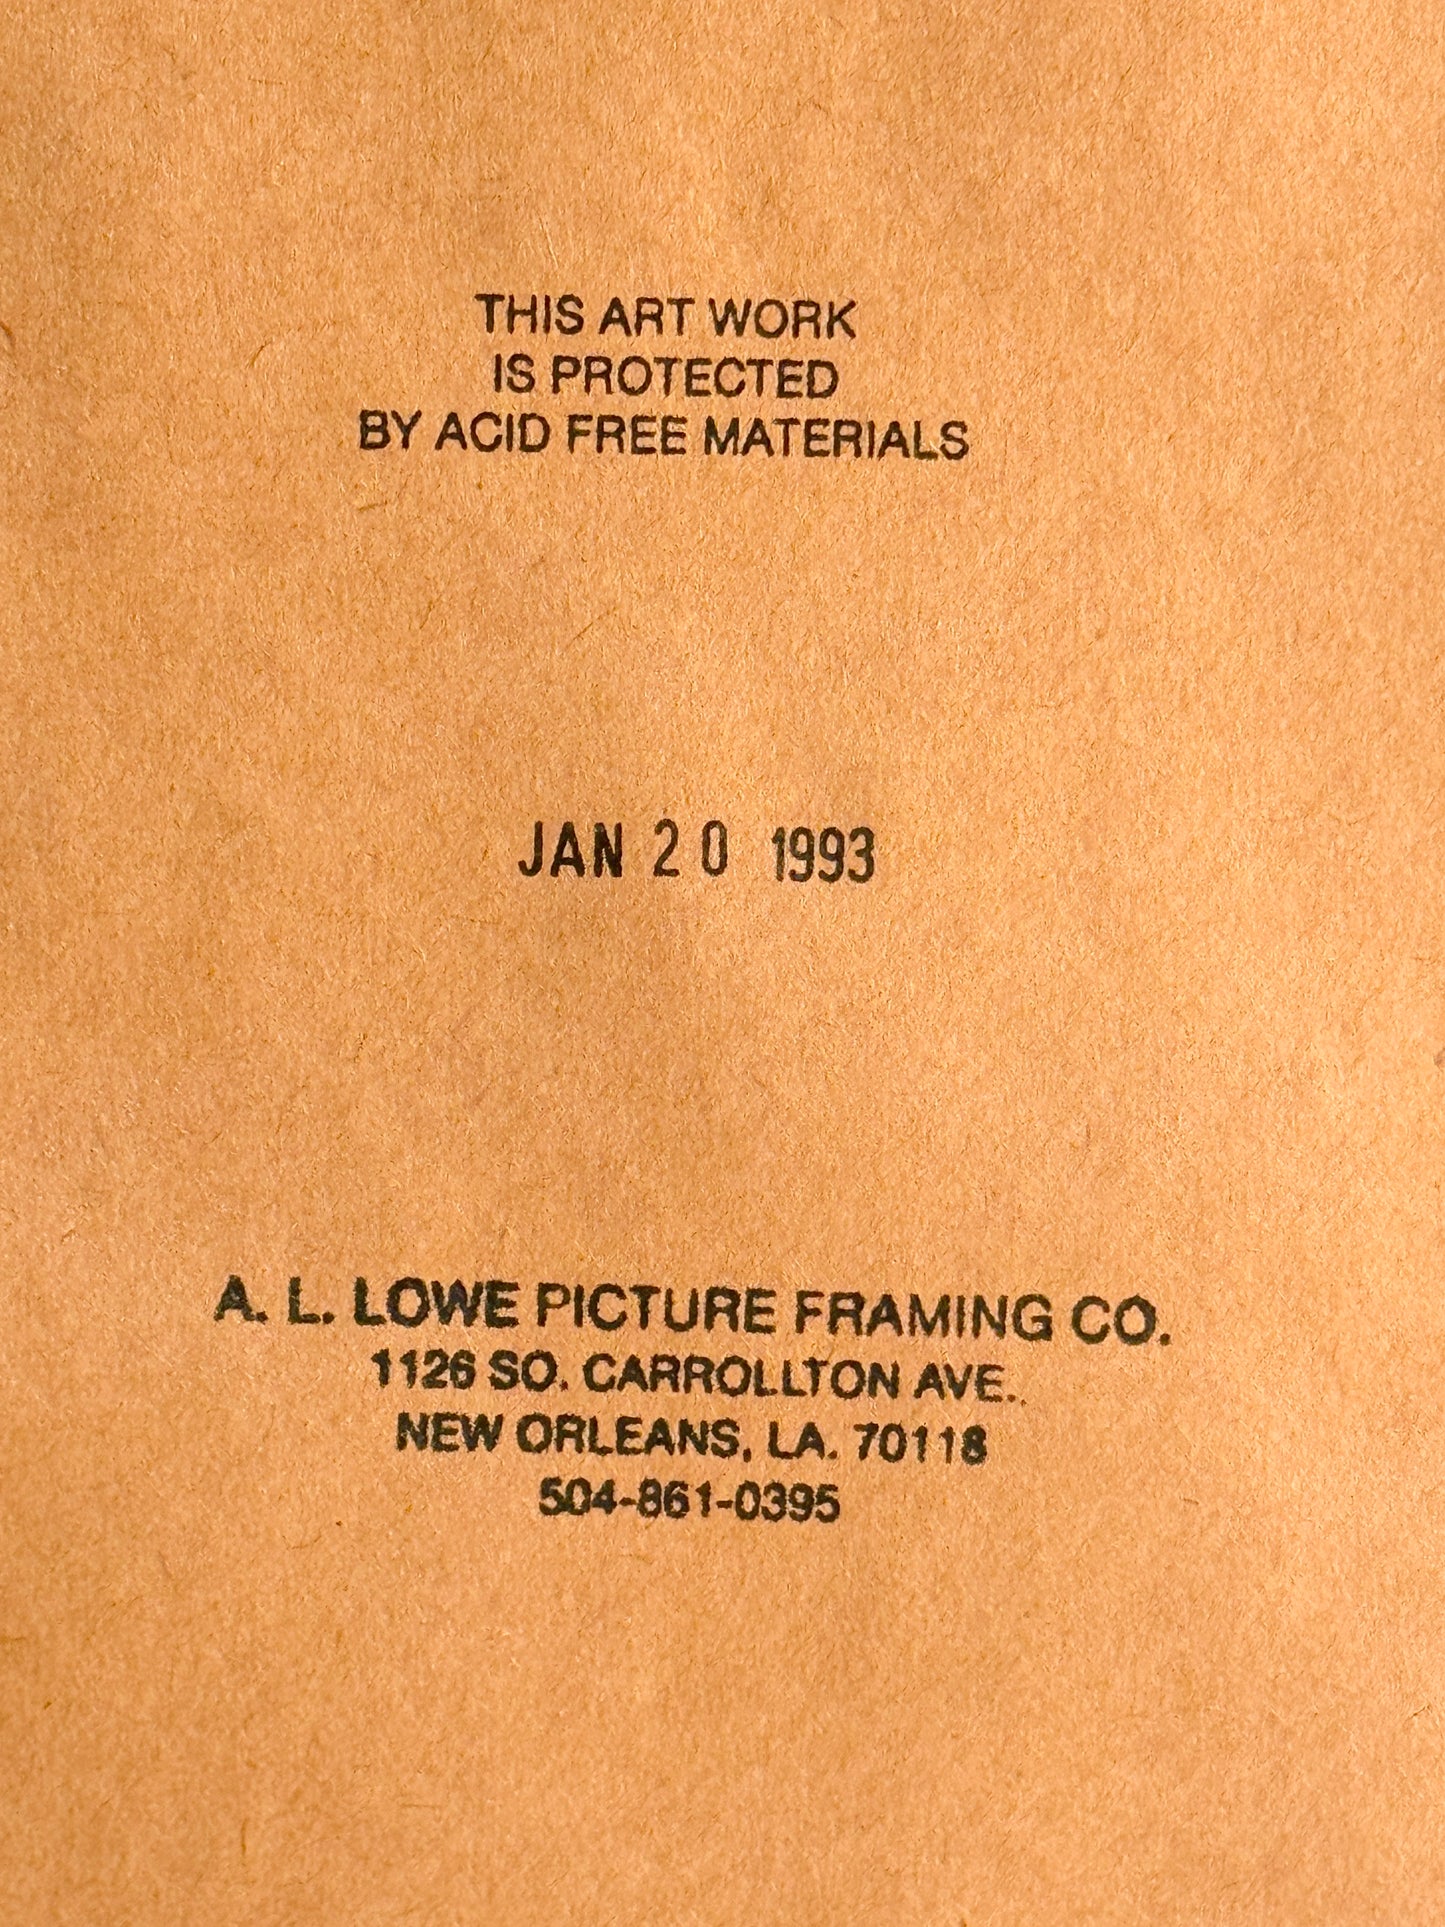 THIS ART WORK
IS PROTECTED
BY ACID FREE MATERIALS
JAN 20 1993
A. L. LOWE PICTURE FRAMING CO.
1126 SO. CARROLLTON AVE.
NEW ORLEANS, LA. 70118
504-861-0395